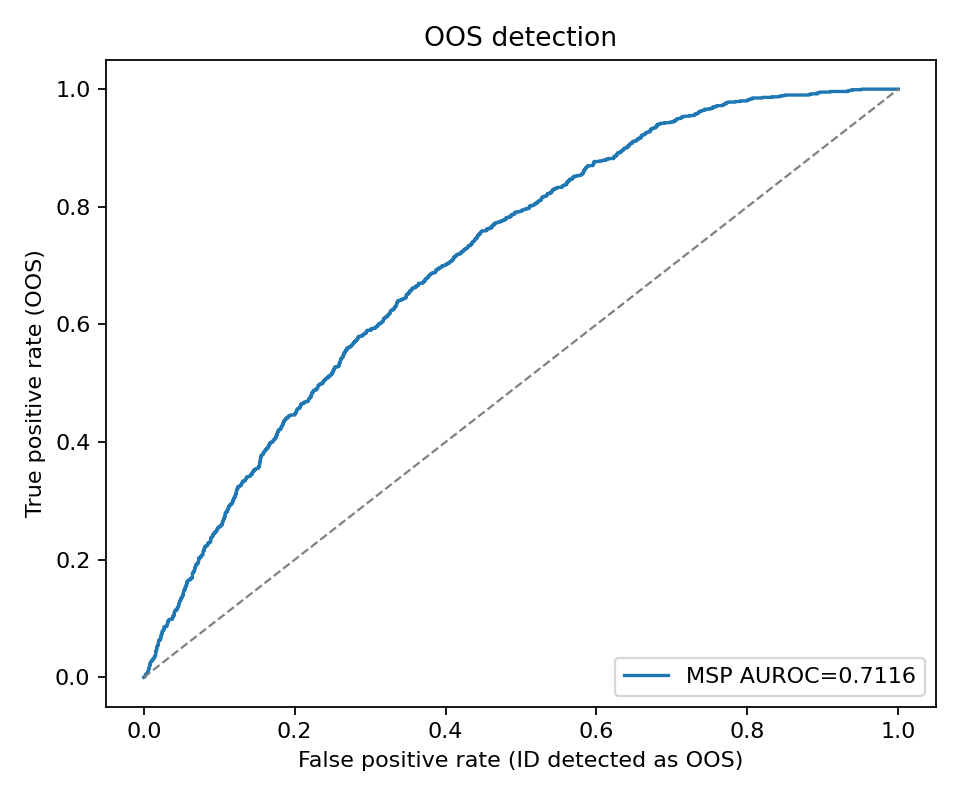 OOS detection
1.0
0.8
0.6
0.4
0.2
0.0
True positive rate (OOS)
MSP AUROC=0.7116
0.0 0.2 0.4 0.6 0.8 1.0
False positive rate (ID detected as OOS)